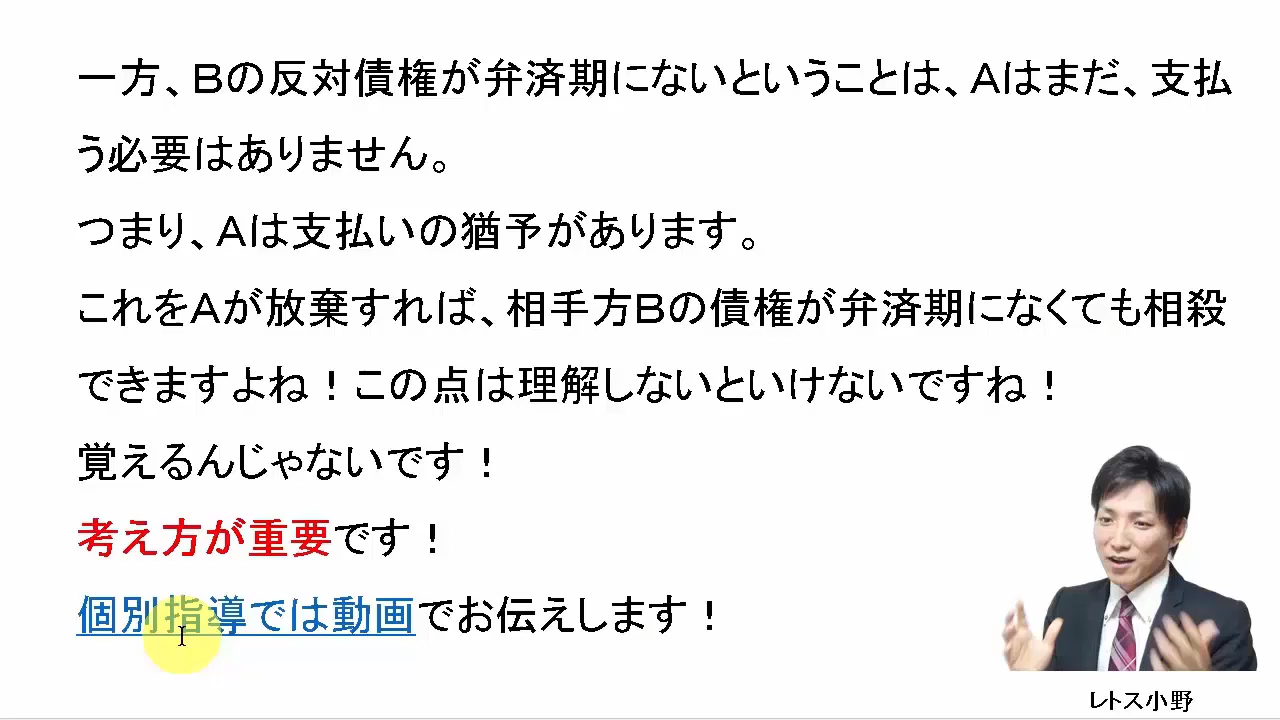 一方、Ｂの反対債権が弁済期にないということは、Ａはまだ、支払
う必要はありません。
つまり、Ａは支払いの猶予があります。
これをＡが放棄すれば、相手方Ｂの債権が弁済期になくても相殺
できますよね！この点は理解しないといけないですね！
覚えるんじゃないです！
考え方が重要です！
個別指導では動画でお伝えします！
レトス小野